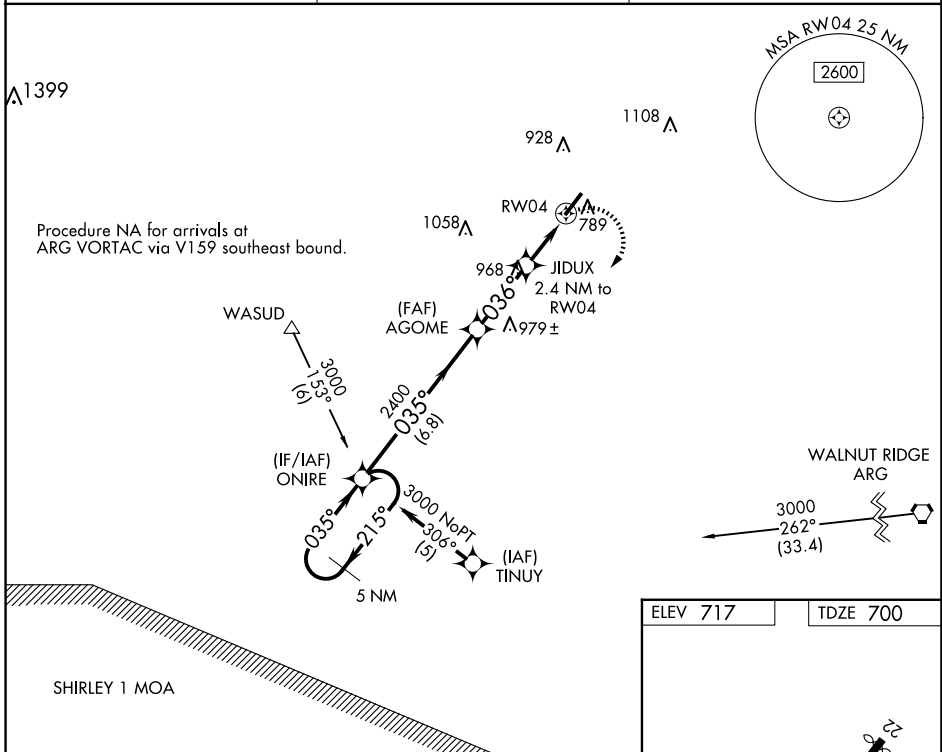 MSA RW04 25 NM
2600
1399
1108
928
RW04
789
1058
Procedure NA for arrivals at
ARG VORTAC via V159 southeast bound.
968
JIDUX
2.4 NM to
RW04
036°
(FAF)
AGOME
979 ±
WASUD
3000
153°
(6)
2400
035°
(6.8)
(IF/IAF)
ONIRE
WALNUT RIDGE
ARG
3000
262°
(33.4)
035°
215°
3000 NoPT
306°
(5)
(IAF)
TINUY
5 NM
ELEV 717
TDZE 700
SHIRLEY 1 MOA
22